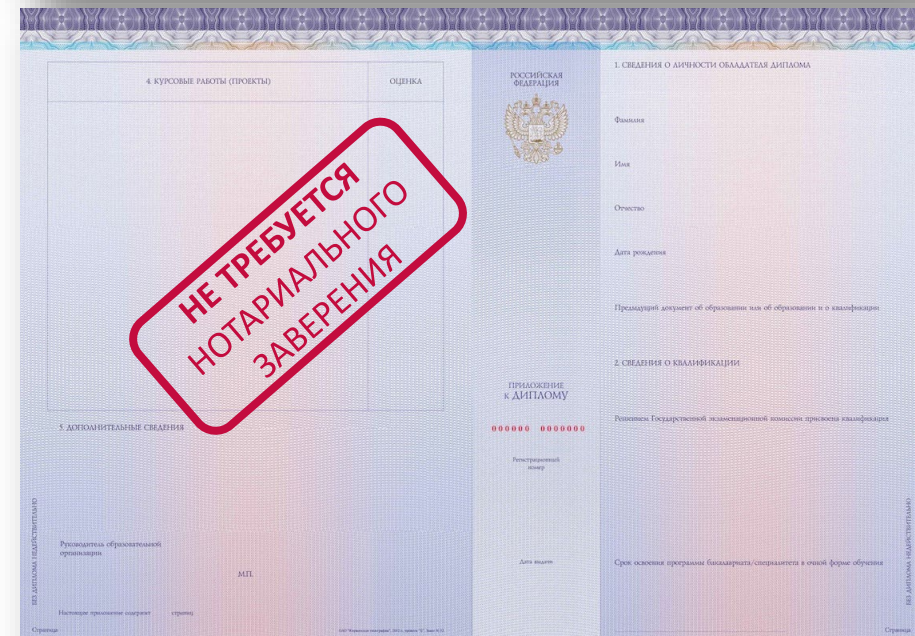 4. КУРСОВЫЕ РАБОТЫ (ПРОЕКТЫ)
ОЦЕНКА
НЕ ТРЕБУЕТСЯ
НОТАРИАЛЬНОГО
ЗАВЕРЕНИЯ
5. ДОПОЛНИТЕЛЬНЫЕ СВЕДЕНИЯ
Руководитель образовательной
организации
М.П.
Настоящее приложение содержит страниц
Страница
БЕЗ ДИПЛОМА НЕДЕЙСТВИТЕЛЬНО
РОССИЙСКАЯ
ФЕДЕРАЦИЯ
ПРИЛОЖЕНИЕ
к ДИПЛОМУ
000000 0000000
Регистрационный
номер
Дата выдачи
1. СВЕДЕНИЯ О ЛИЧНОСТИ ОБЛАДАТЕЛЯ ДИПЛОМА
Фамилия
Имя
Отчество
Дата рождения
Предыдущий документ об образовании или об образовании и о квалификации
2. СВЕДЕНИЯ О КВАЛИФИКАЦИИ
Решением Государственной экзаменационной комиссии присвоена квалификация
Срок освоения программы бакалавриата/специалитета в очной форме обучения
БЕЗ ДИПЛОМА НЕДЕЙСТВИТЕЛЬНО
Страница